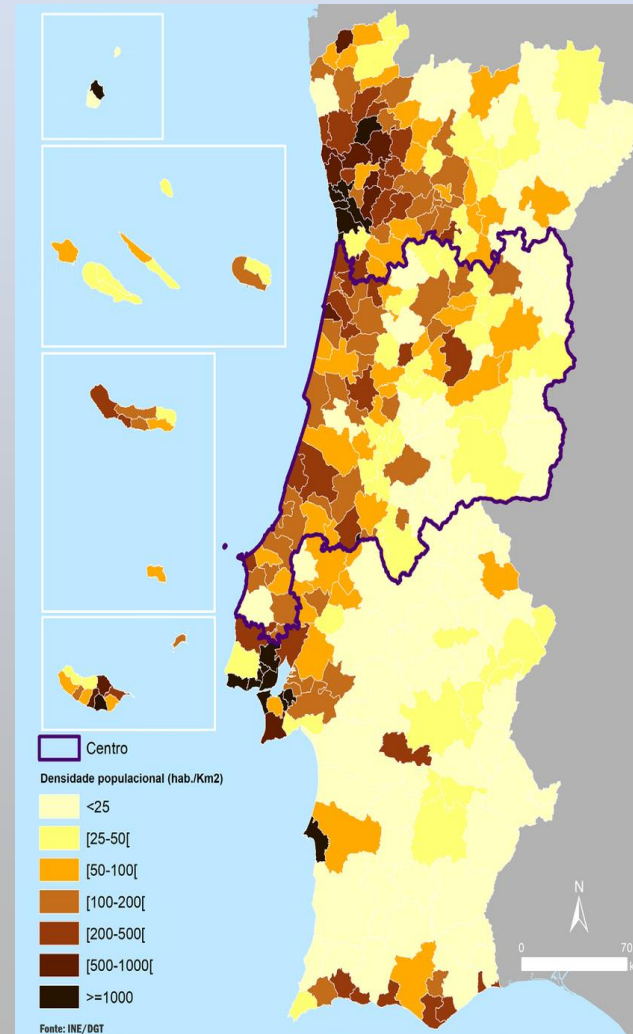 Centro
Densidade populacional (hab./Km2)
<25
[25-50[
[50-100[
[100-200[
[200-500[
[500-1000[
>=1000
Fonte: INE/DGT
N
0 70